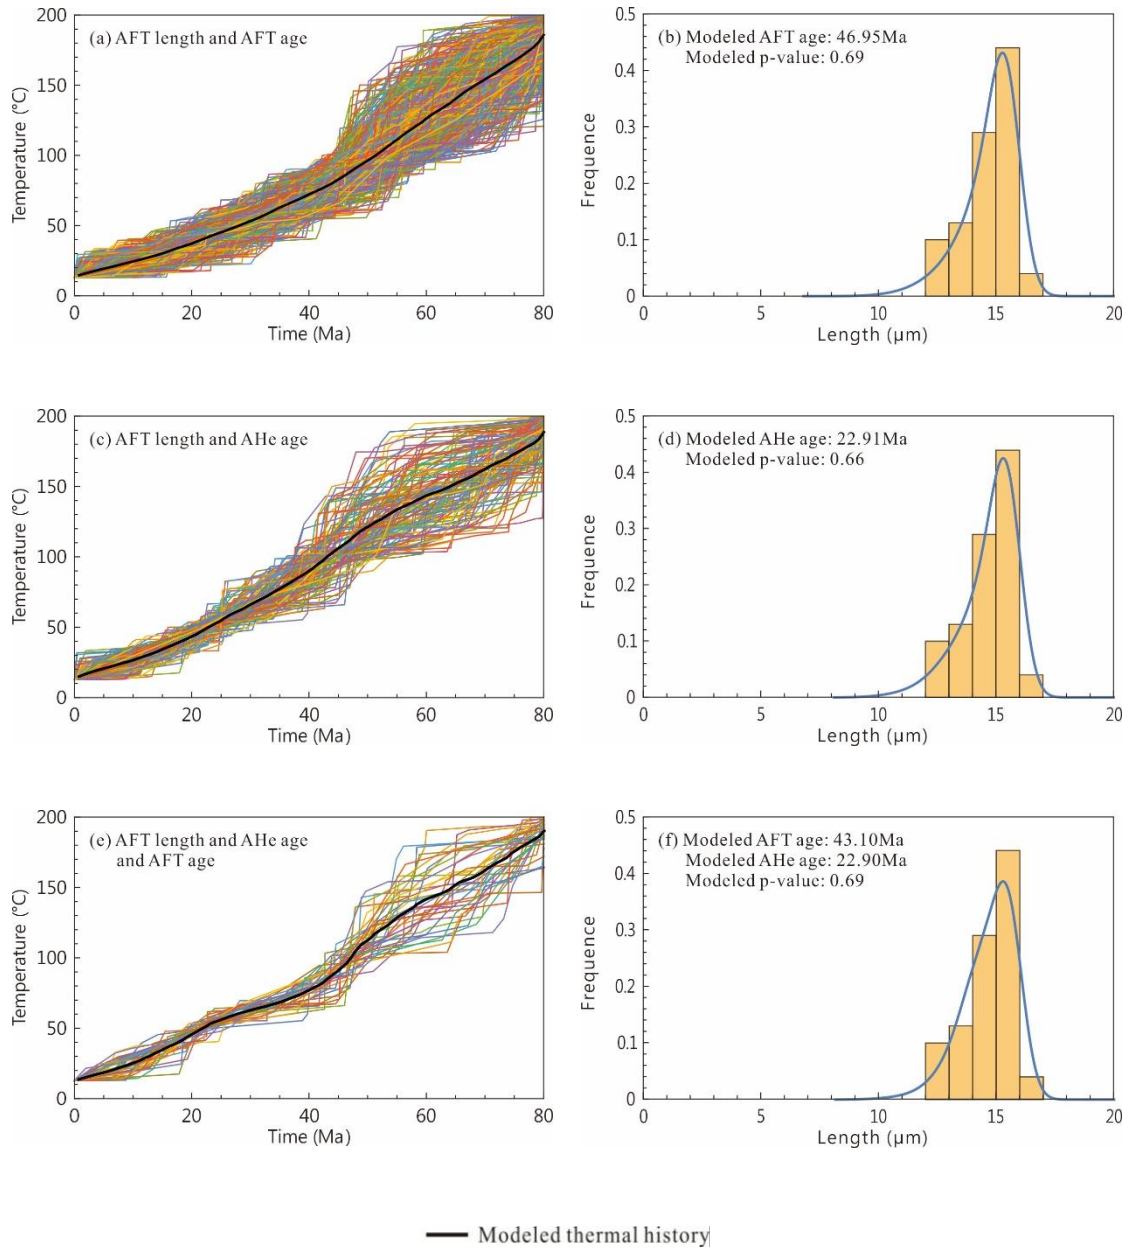 (a) AFT length and AFT age
200
150
100
50
0
Temperature (°C)
0 20 40 60 80
Time (Ma)
(b) Modeled AFT age: 46.95Ma
Modeled p-value: 0.69
0.5
0.4
0.3
0.2
0.1
0
Frequence
0 5 10 15 20
Length (μm)
(c) AFT length and AHe age
200
150
100
50
0
Temperature (°C)
0 20 40 60 80
Time (Ma)
(d) Modeled AHe age: 22.91Ma
Modeled p-value: 0.66
0.5
0.4
0.3
0.2
0.1
0
Frequence
0 5 10 15 20
Length (μm)
(e) AFT length and AHe age
and AFT age
200
150
100
50
0
Temperature (°C)
0 20 40 60 80
Time (Ma)
(f) Modeled AFT age: 43.10Ma
Modeled AHe age: 22.90Ma
Modeled p-value: 0.69
0.5
0.4
0.3
0.2
0.1
0
Frequence
0 5 10 15 20
Length (μm)
Modeled thermal history